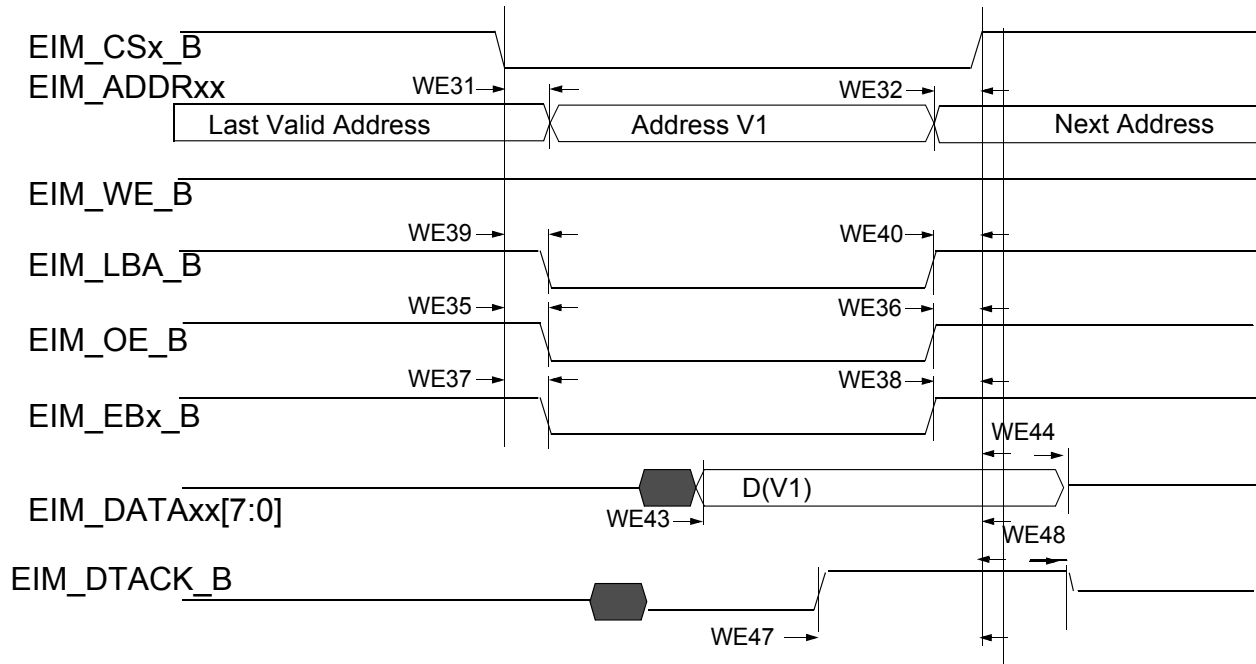 EIM_CSx_B
EIM_ADDRxx
WE31
WE32
Last Valid Address
Address V1
Next Address
EIM_WE_B
WE39
WE40
EIM_LBA_B
WE35
WE36
EIM_OE_B
WE37
WE38
EIM_EBx_B
WE44
D(V1)
EIM_DATAxx[7:0]
WE43
WE48
EIM_DTACK_B
WE47